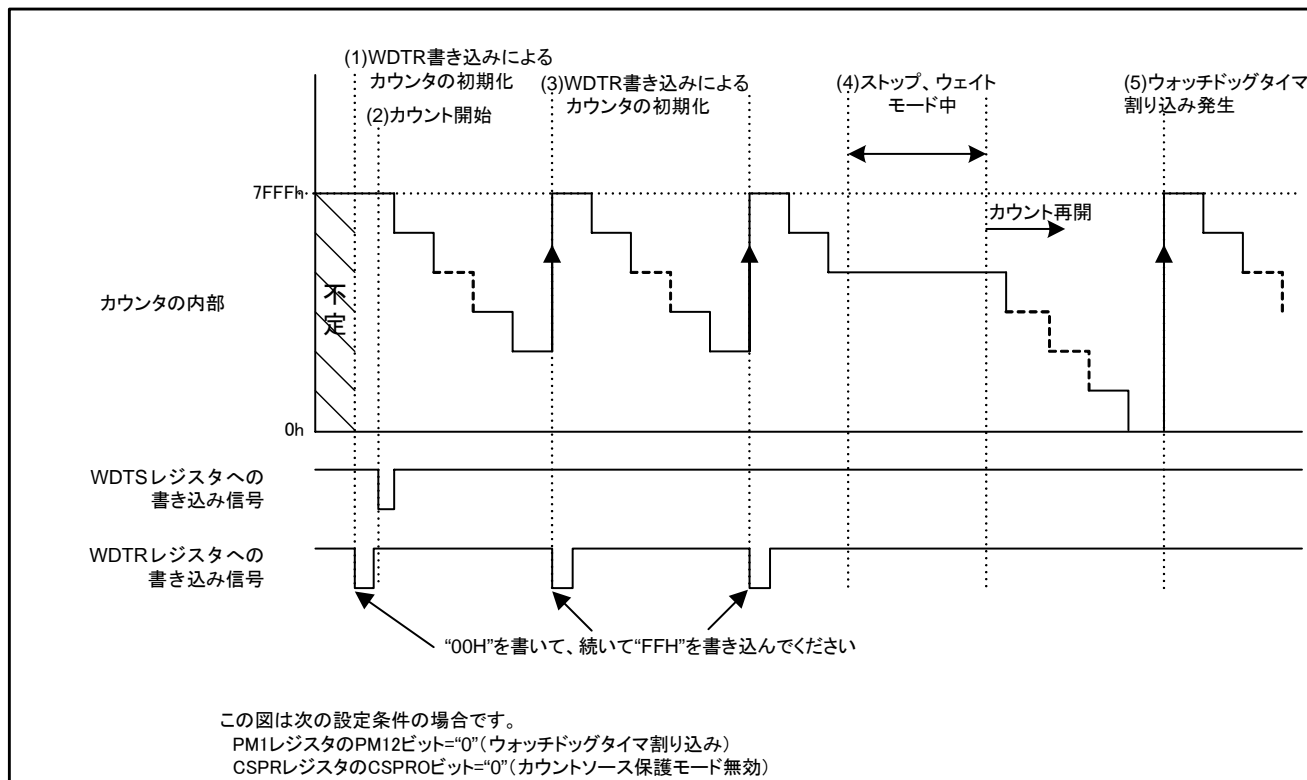 (1)WDTR書き込みによる
カウンタの初期化
(2)カウント開始
(3)WDTR書き込みによる
カウンタの初期化
(4)ストップ、ウェイト
モード中
(5)ウォッチドッグタイマ
割り込み発生
7FFFh
カウント再開
カウンタの内部
不定
0h
WDTSレジスタへの
書き込み信号
WDTRレジスタへの
書き込み信号
“00H”を書いて、続いて“FFH”を書き込んでください
この図は次の設定条件の場合です。
PM1レジスタのPM12ビット=“0”(ウォッチドッグタイマ割り込み)
CSPRレジスタのCSPROビット=“0”(カウントソース保護モード無効)